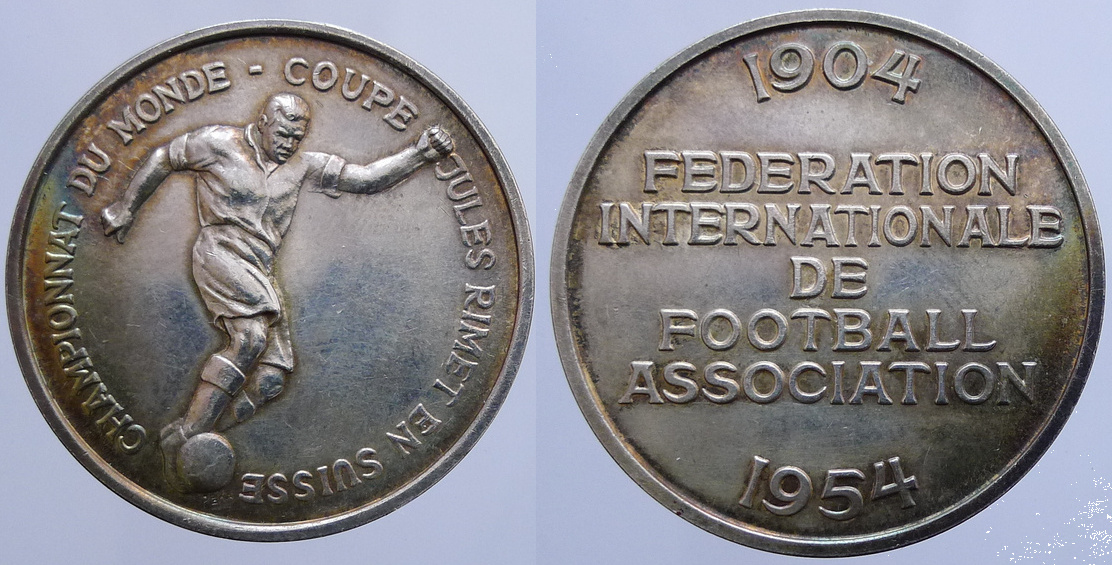 CHAMPIONNAT DU MONDE - COUPE JULES RIMET EN SUISSE
1904
FEDERATION
INTERNATIONALE
DE
FOOTBALL
ASSOCIATION
1954